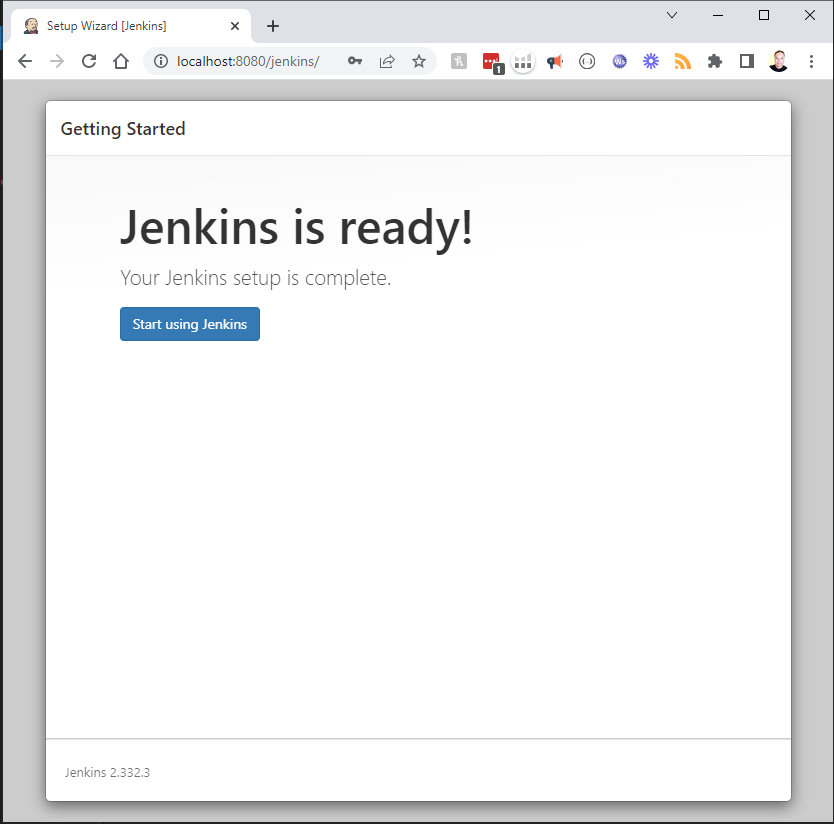 Setup Wizard [Jenkins]
localhost:8080/jenkins/
1
Getting Started
Jenkins is ready!
Your Jenkins setup is complete.
Start using Jenkins
Jenkins 2.332.3